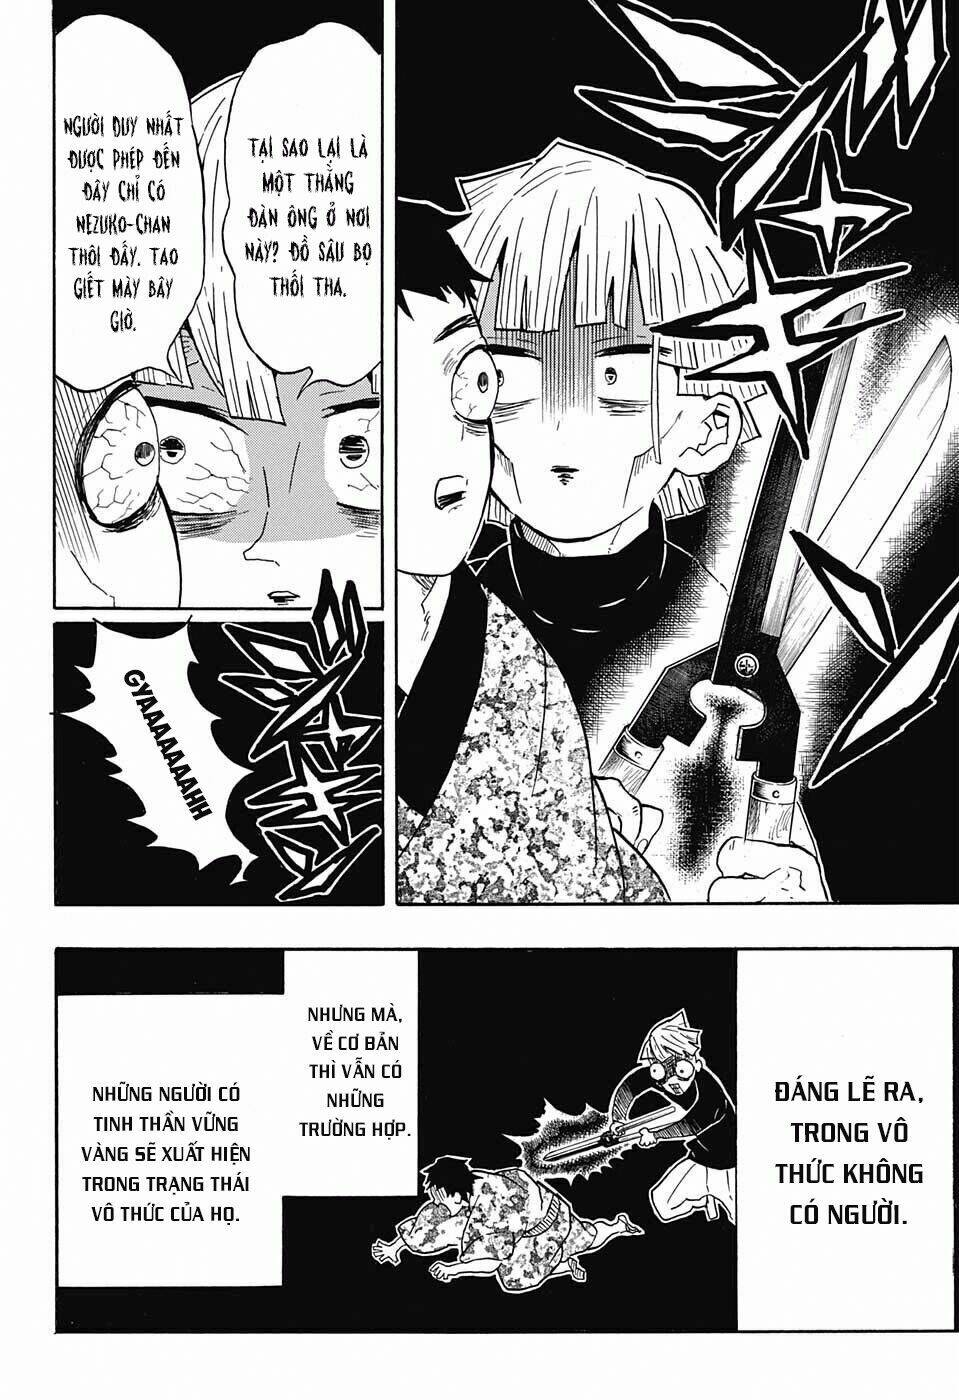 TẠI SAO LẠI LÀ
MỘT THẰNG
ĐÀN ÔNG Ở NƠI
NÀY? ĐỒ SÂU BỌ
THỐI THA.
NGƯỜI DUY NHẤT
ĐƯỢC PHÉP ĐẾN
ĐÂY CHỈ CÓ
NEZUKO-CHAN
THÔI ĐẤY. TAO
GIẾT MÀY BÂY
GIỜ.
GYAAAAAAAHH
ĐÁNG LẼ RA,
TRONG VÔ
THỨC KHÔNG
CÓ NGƯỜI.
NHƯNG MÀ,
VỀ CƠ BẢN
THÌ VẪN CÓ
NHỮNG
TRƯỜNG HỢP.
NHỮNG NGƯỜI CÓ
TINH THẦN VỮNG
VÀNG SẼ XUẤT HIỆN
TRONG TRẠNG THÁI
VÔ THỨC CỦA HỌ.